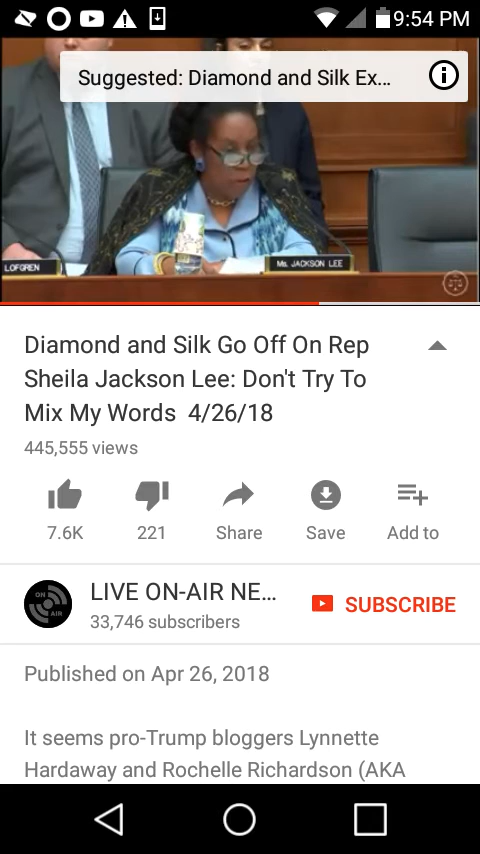 9:54 PM
Suggested: Diamond and Silk Ex...
LOFGREN
Ms. JACKSON LEE
Diamond and Silk Go Off On Rep
Sheila Jackson Lee: Don't Try To
Mix My Words 4/26/18
445,555 views
7.6K
221
Share
Save
Add to
ON
AIR
LIVE ON-AIR NE...
33,746 subscribers
SUBSCRIBE
Published on Apr 26, 2018
It seems pro-Trump bloggers Lynnette
Hardaway and Rochelle Richardson (AKA